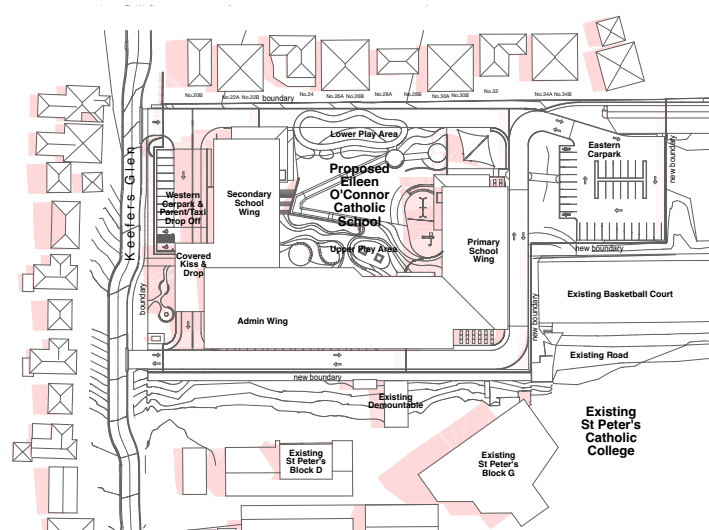 No.20B
No.22A No.22B
No.24
No.26A No.26B
No.28A
No.28B
No.30A No.30B
No.32
No.34A No.34B
boundary
Lower Play Area
Eastern
Carpark
new boundary
Keefers Glen
Proposed
Eileen
O'Connor
Catholic
School
Western
Carpark &
Parent/Taxi
Drop Off
Secondary
School
Wing
Upper Play Area
Primary
School
Wing
new boundary
Covered
Kiss &
Drop
boundary
Admin Wing
new boundary
Existing Basketball Court
Existing Road
new boundary
Existing
Demountable
Existing
St Peter's
Catholic
College
Existing
St Peter's
Block D
Existing
St Peter's
Block G